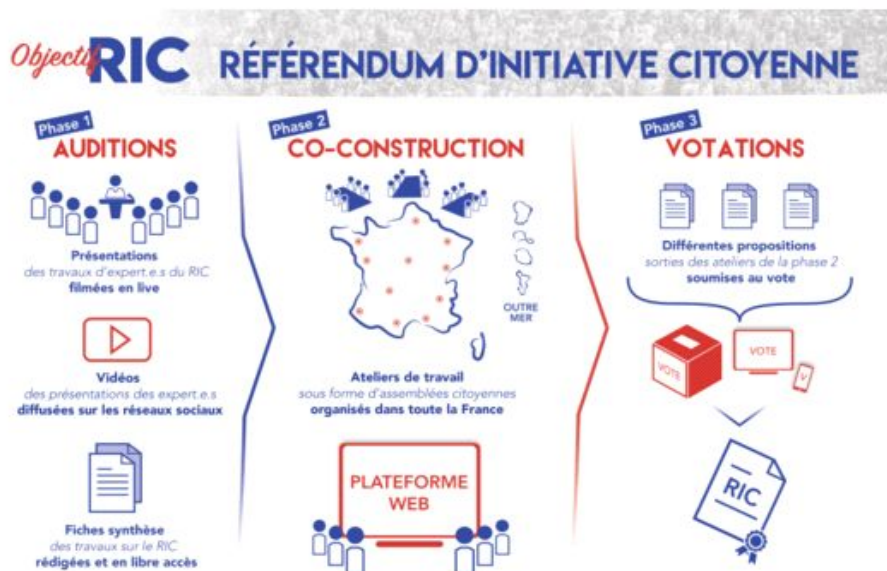 Objectif RIC RÉFÉRENDUM D'INITIATIVE CITOYENNE
Phase 1
AUDITIONS
Présentations
des travaux d'expert.e.s du RIC
filmées en live
Vidéos
des présentations des expert.e.s
diffusées sur les réseaux sociaux
Fiches synthèse
des travaux sur le RIC
rédigées et en libre accès
Phase 2
CO-CONSTRUCTION
OUTRE
MER
Ateliers de travail
sous forme d'assemblées citoyennes
organisés dans toute la France
PLATEFORME
WEB
Phase 3
VOTATIONS
Différentes propositions
sorties des ateliers de la phase 2
soumises au vote
VOTE
VOTE
V
RIC